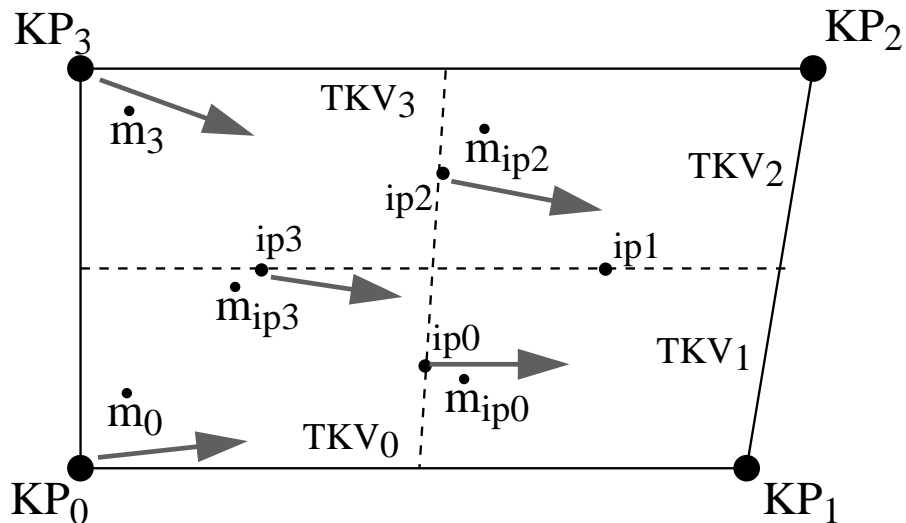 KP₃
KP₂
TKV₃
ṁ₃
ṁip2
TKV₂
ip2
ip3
ip1
ṁip3
ip0
TKV₁
ṁ₀
ṁip0
TKV₀
KP₀
KP₁